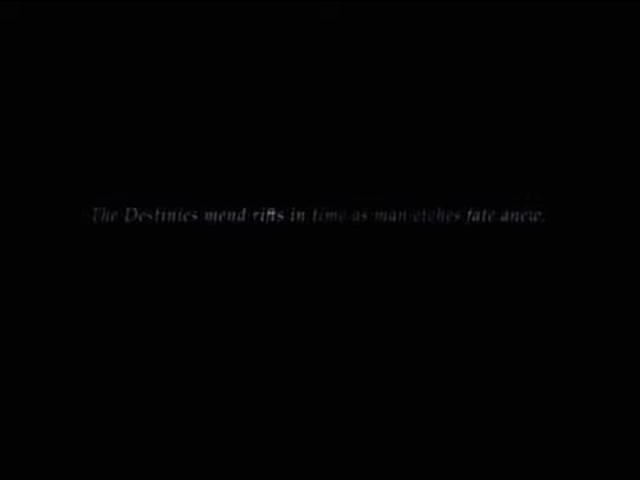 The Destinies mend rifts in time as man etches fate anew.